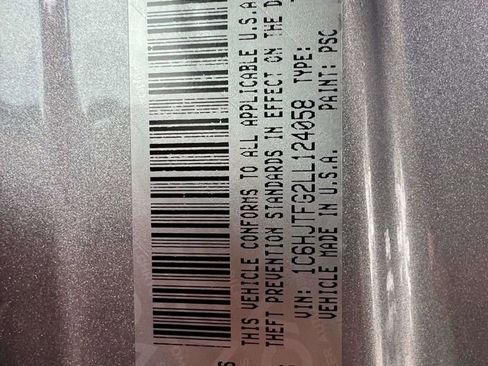 THIS VEHICLE CONFORMS TO ALL APPLICABLE U.S.A
THEFT PREVENTION STANDARDS IN EFFECT ON THE D
VIN: 1C6HJTFG2LL124058 TYPE:
VEHICLE MADE IN U.S.A. PAINT: PSC